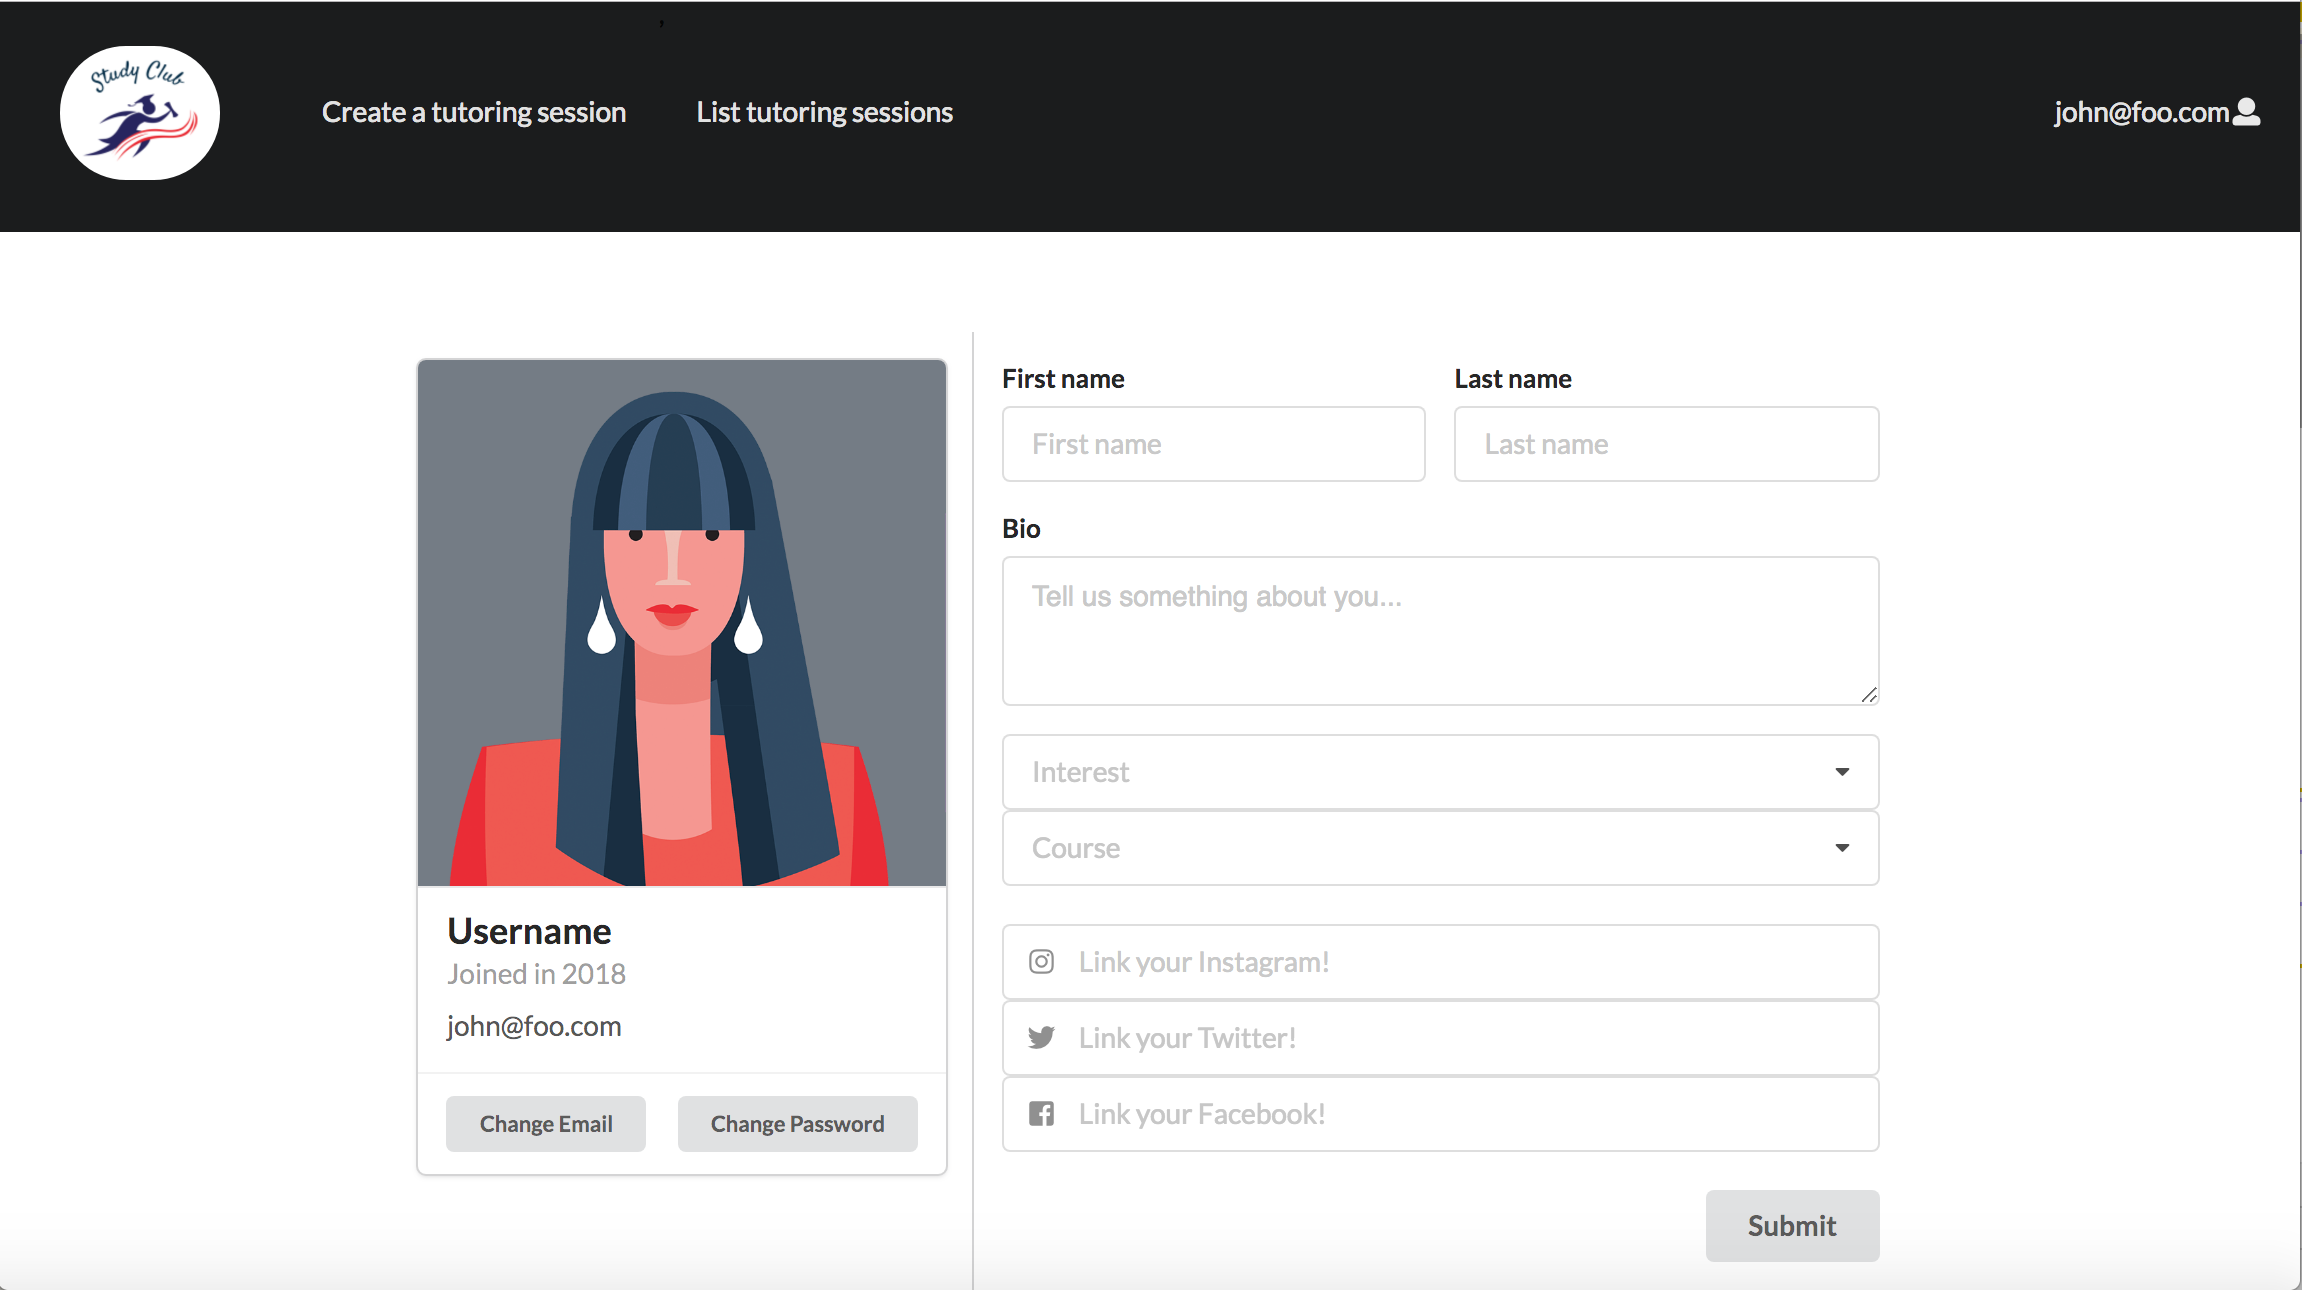 Study Club
Create a tutoring session
List tutoring sessions
john@foo.com
Username
Joined in 2018
john@foo.com
Change Email
Change Password
First name
Last name
First name
Last name
Bio
Tell us something about you...
Interest
Course
Link your Instagram!
Link your Twitter!
Link your Facebook!
Submit